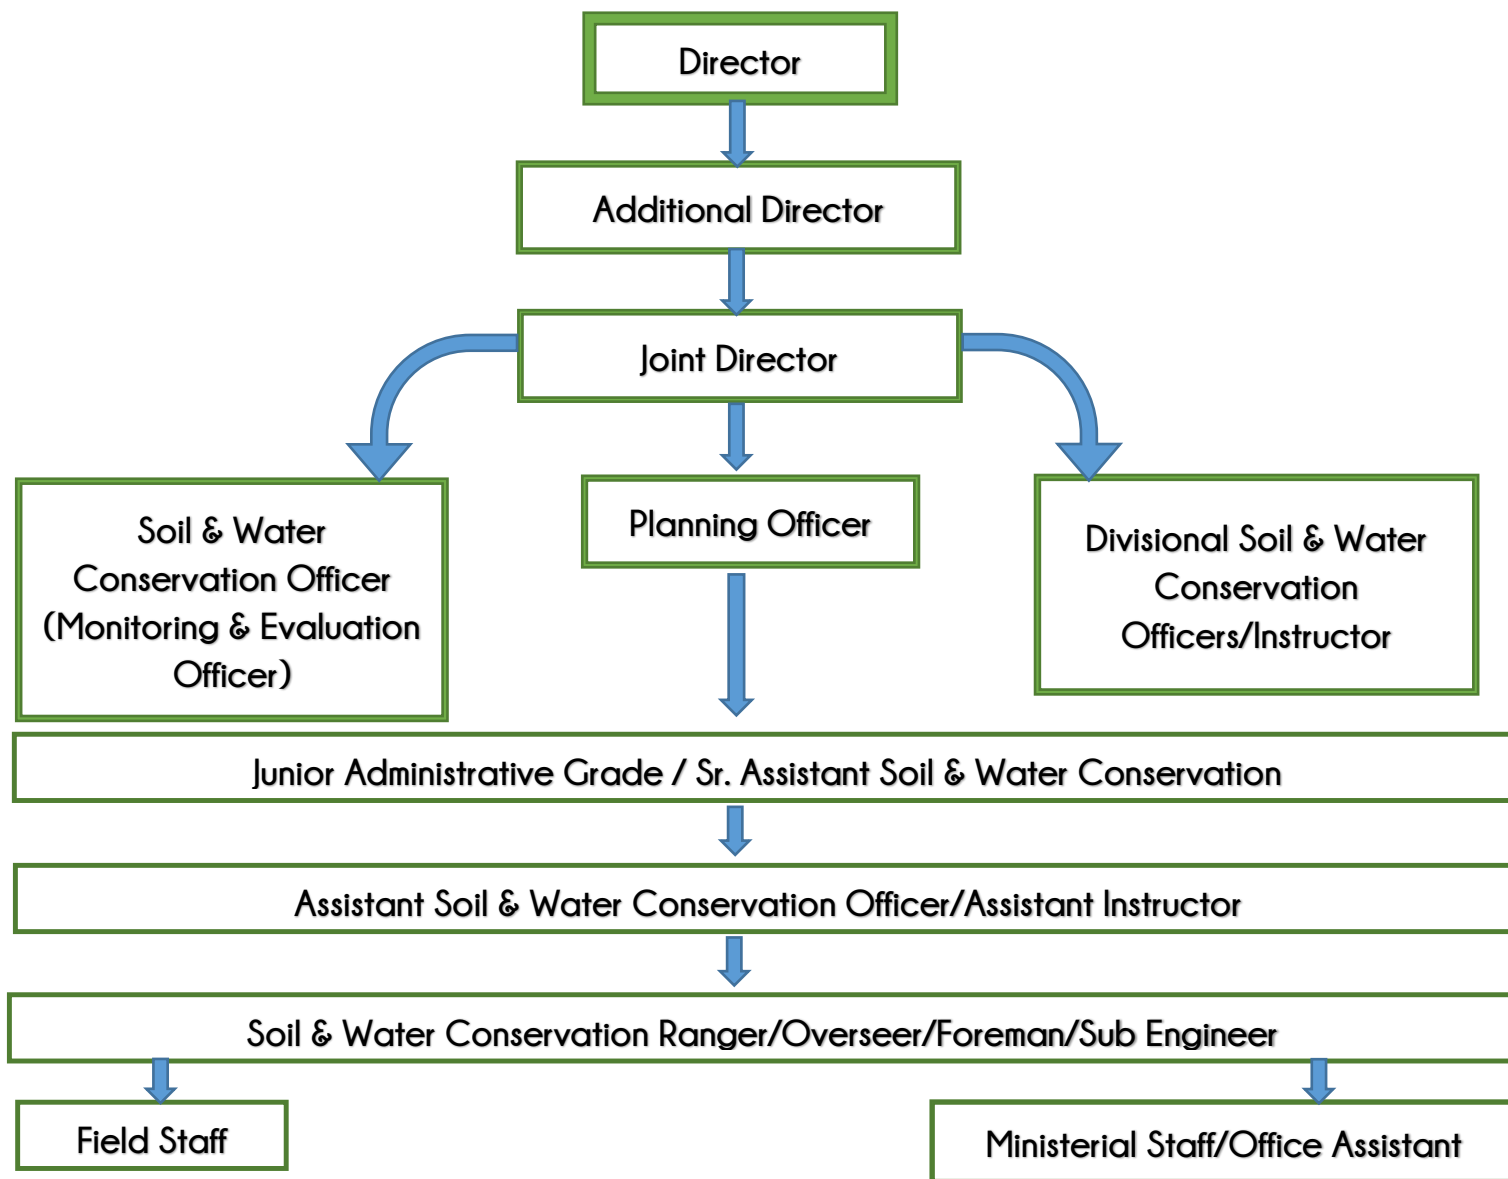 Director
Additional Director
Joint Director
Soil & Water
Conservation Officer
(Monitoring & Evaluation
Officer)
Planning Officer
Divisional Soil & Water
Conservation
Officers/Instructor
Junior Administrative Grade / Sr. Assistant Soil & Water Conservation
Assistant Soil & Water Conservation Officer/Assistant Instructor
Soil & Water Conservation Ranger/Overseer/Foreman/Sub Engineer
Field Staff
Ministerial Staff/Office Assistant